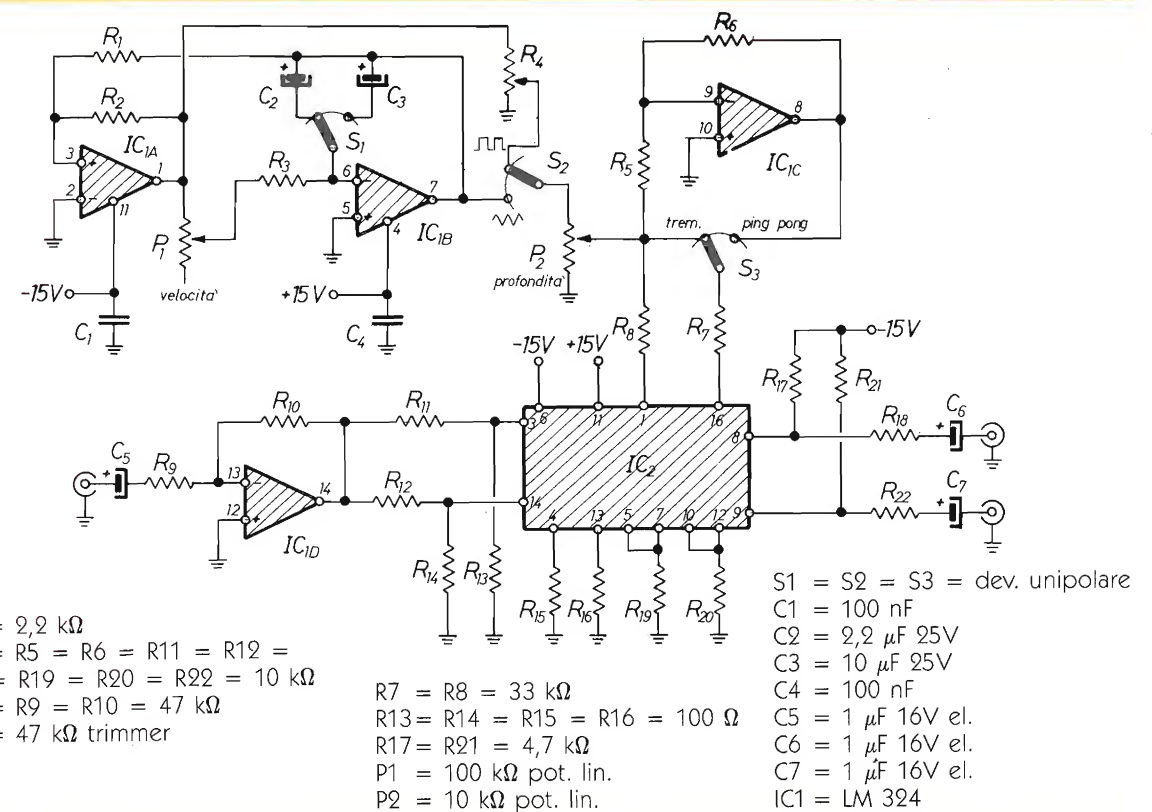 R1
R2
IC1A
3
+
2
-
1
11
P1
velocita'
-15V
C1
C2
+
C3
+
S1
R3
6
-
5
+
7
4
IC1B
+15V
C4
R4
S2
P2
profondita'
R6
R5
9
-
10
+
8
IC1C
trem.
ping pong
S3
R8
R7
-15V
+15V
R17
R21
-15V
R18
C6
+
R22
C7
+
C5
+
R9
R10
13
-
12
+
14
IC1D
R11
R12
R14
R13
IC2
3
6
11
1
16
8
14
9
4
13
5
7
10
12
R15
R16
R19
R20
= 2,2 kΩ
= R5 = R6 = R11 = R12 =
= R19 = R20 = R22 = 10 kΩ
= R9 = R10 = 47 kΩ
= 47 kΩ trimmer
R7 = R8 = 33 kΩ
R13= R14 = R15 = R16 = 100 Ω
R17= R21 = 4,7 kΩ
P1 = 100 kΩ pot. lin.
P2 = 10 kΩ pot. lin.
S1 = S2 = S3 = dev. unipolare
C1 = 100 nF
C2 = 2,2 µF 25V
C3 = 10 µF 25V
C4 = 100 nF
C5 = 1 µF 16V el.
C6 = 1 µF 16V el.
C7 = 1 µF 16V el.
IC1 = LM 324